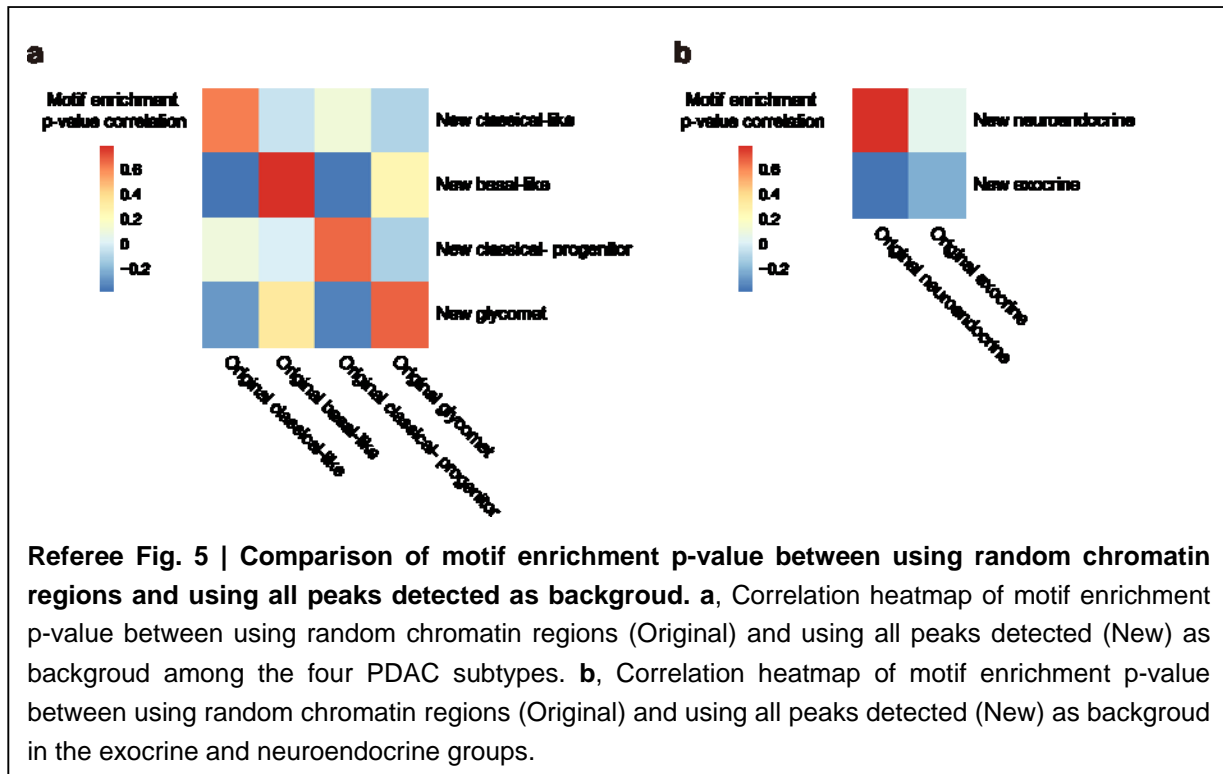 a
Motif enrichment
p-value correlation
0.6
0.4
0.2
0
−0.2
New classical-like
New basal-like
New classical- progenitor
New glycomet
Original classical-like
Original basal-like
Original classical- progenitor
Original glycomet
b
Motif enrichment
p-value correlation
0.6
0.4
0.2
0
−0.2
New neuroendocrine
New exocrine
Original neuroendocrine
Original exocrine
Referee Fig. 5 | Comparison of motif enrichment p-value between using random chromatin
regions and using all peaks detected as backgroud. a, Correlation heatmap of motif enrichment
p-value between using random chromatin regions (Original) and using all peaks detected (New) as
backgroud among the four PDAC subtypes. b, Correlation heatmap of motif enrichment p-value
between using random chromatin regions (Original) and using all peaks detected (New) as backgroud
in the exocrine and neuroendocrine groups.